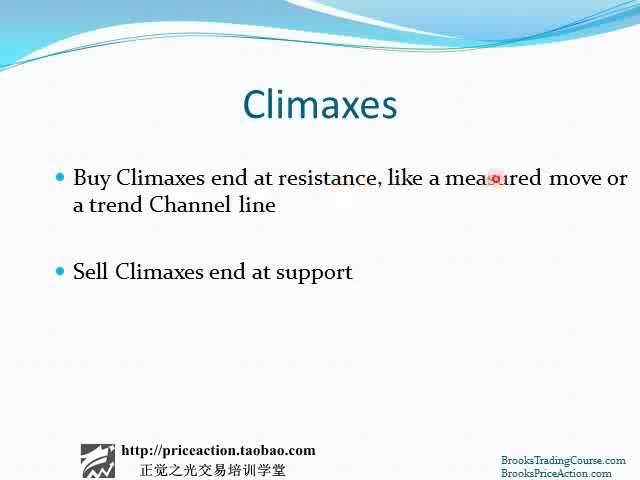 Climaxes
Buy Climaxes end at resistance, like a measured move or
a trend Channel line
Sell Climaxes end at support
http://priceaction.taobao.com
正觉之光交易培训学堂
BrooksTradingCourse.com
BrooksPriceAction.com